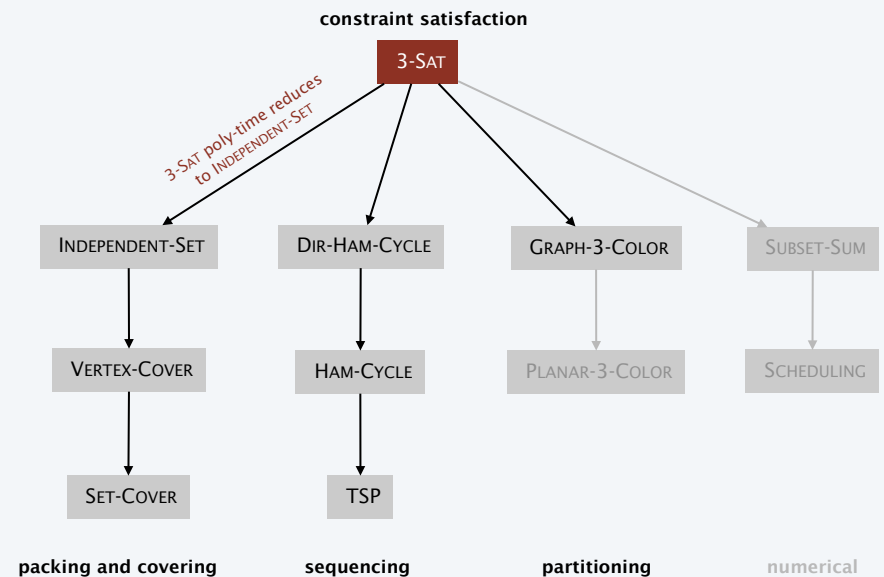 constraint satisfaction
3-SAT
3-SAT poly-time reduces
to INDEPENDENT-SET
INDEPENDENT-SET
DIR-HAM-CYCLE
GRAPH-3-COLOR
SUBSET-SUM
VERTEX-COVER
HAM-CYCLE
PLANAR-3-COLOR
SCHEDULING
SET-COVER
TSP
packing and covering
sequencing
partitioning
numerical